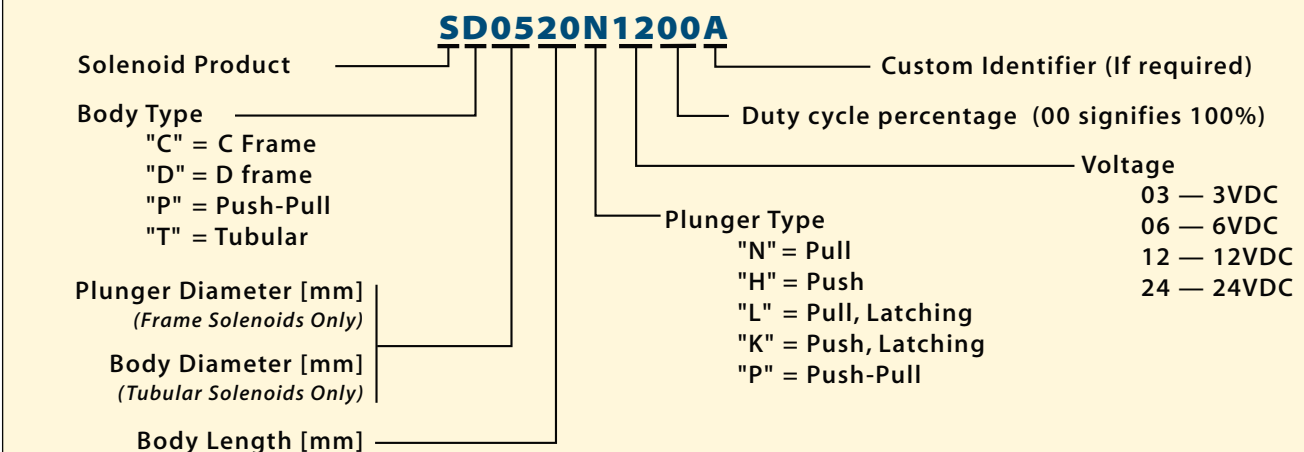 SD0520N1200A
Solenoid Product
Custom Identifier (If required)
Body Type
"C" = C Frame
"D" = D frame
"P" = Push-Pull
"T" = Tubular
Duty cycle percentage (00 signifies 100%)
Voltage
03 — 3VDC
06 — 6VDC
12 — 12VDC
24 — 24VDC
Plunger Type
"N" = Pull
"H" = Push
"L" = Pull, Latching
"K" = Push, Latching
"P" = Push-Pull
Plunger Diameter [mm]
(Frame Solenoids Only)
Body Diameter [mm]
(Tubular Solenoids Only)
Body Length [mm]